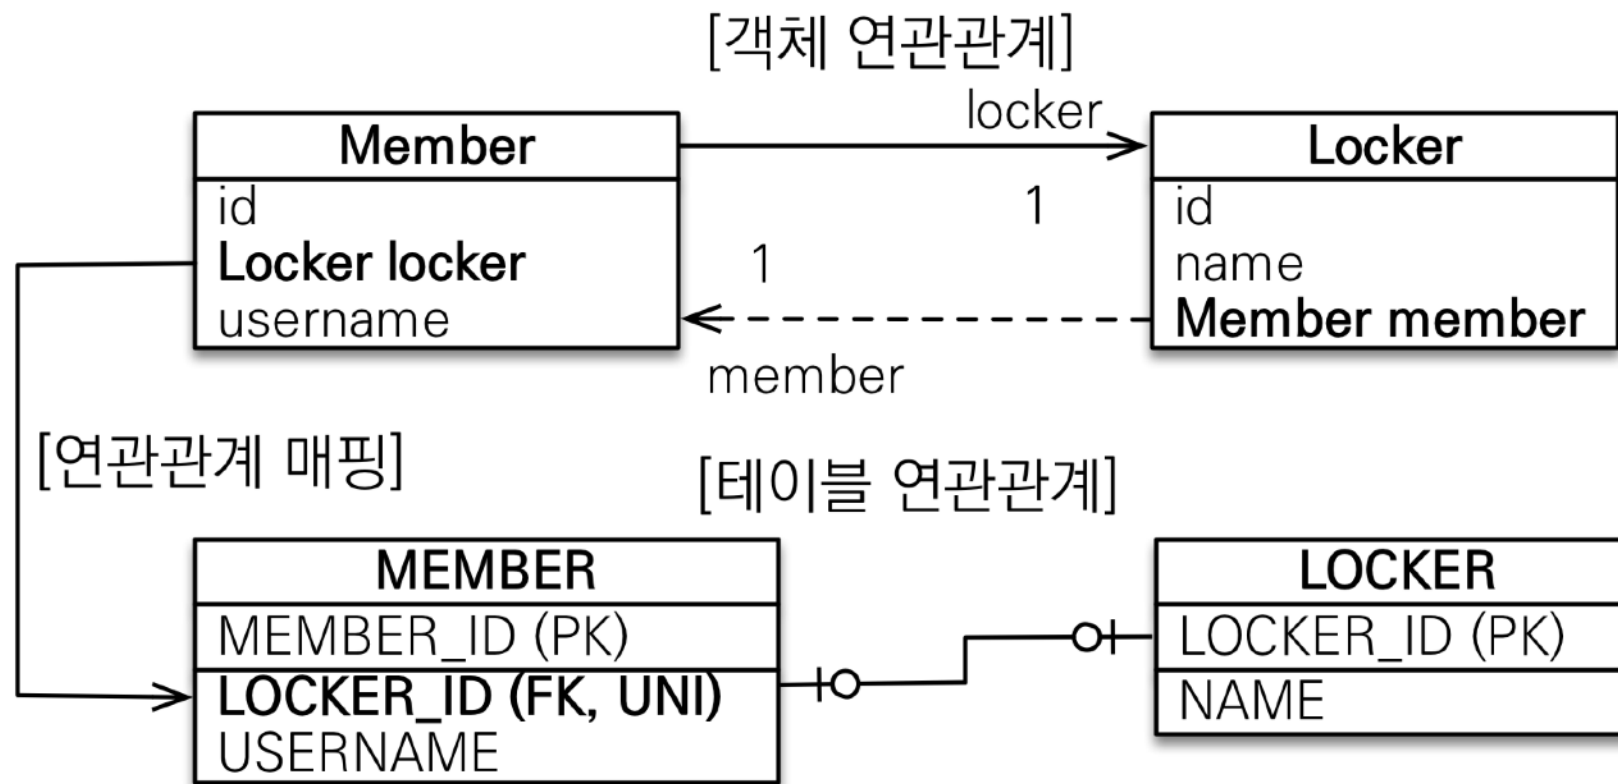 [객체 연관관계]
locker
Member
id
Locker locker
username
1
1
Locker
id
name
Member member
member
[연관관계 매핑]
[테이블 연관관계]
MEMBER
MEMBER_ID (PK)
LOCKER_ID (FK, UNI)
USERNAME
LOCKER
LOCKER_ID (PK)
NAME